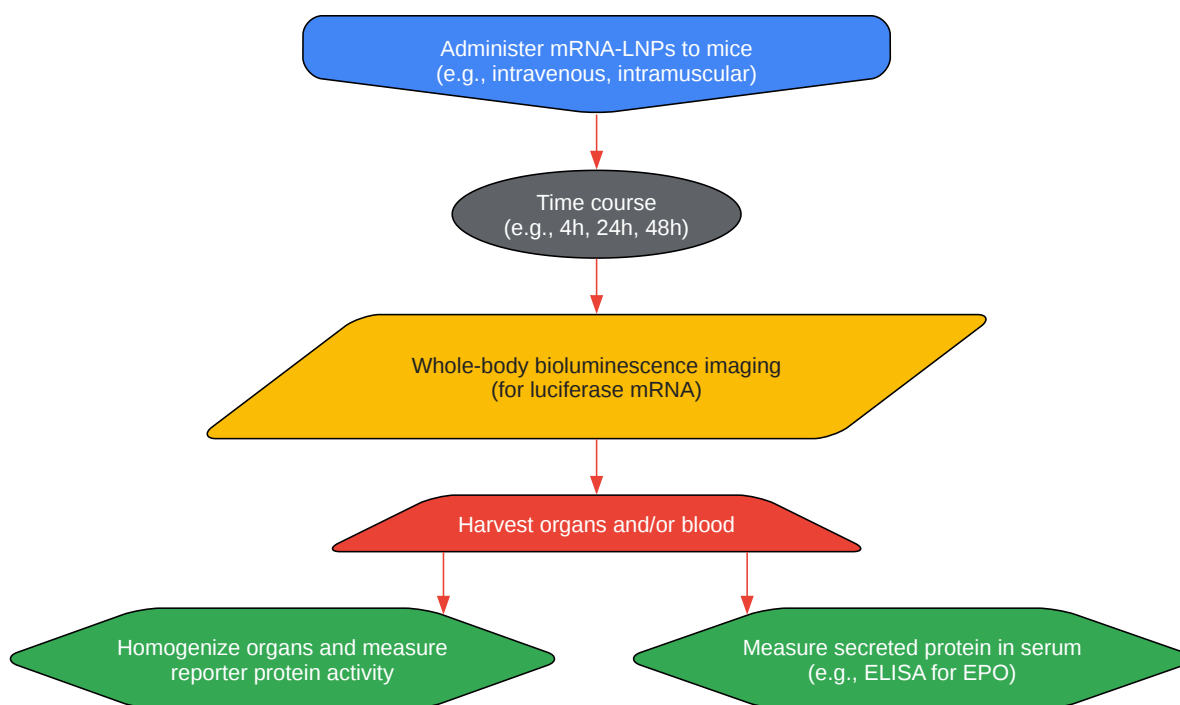 Administer mRNA-LNPs to mice
(e.g., intravenous, intramuscular)
Time course
(e.g., 4h, 24h, 48h)
Whole-body bioluminescence imaging
(for luciferase mRNA)
Harvest organs and/or blood
Homogenize organs and measure
reporter protein activity
Measure secreted protein in serum
(e.g., ELISA for EPO)